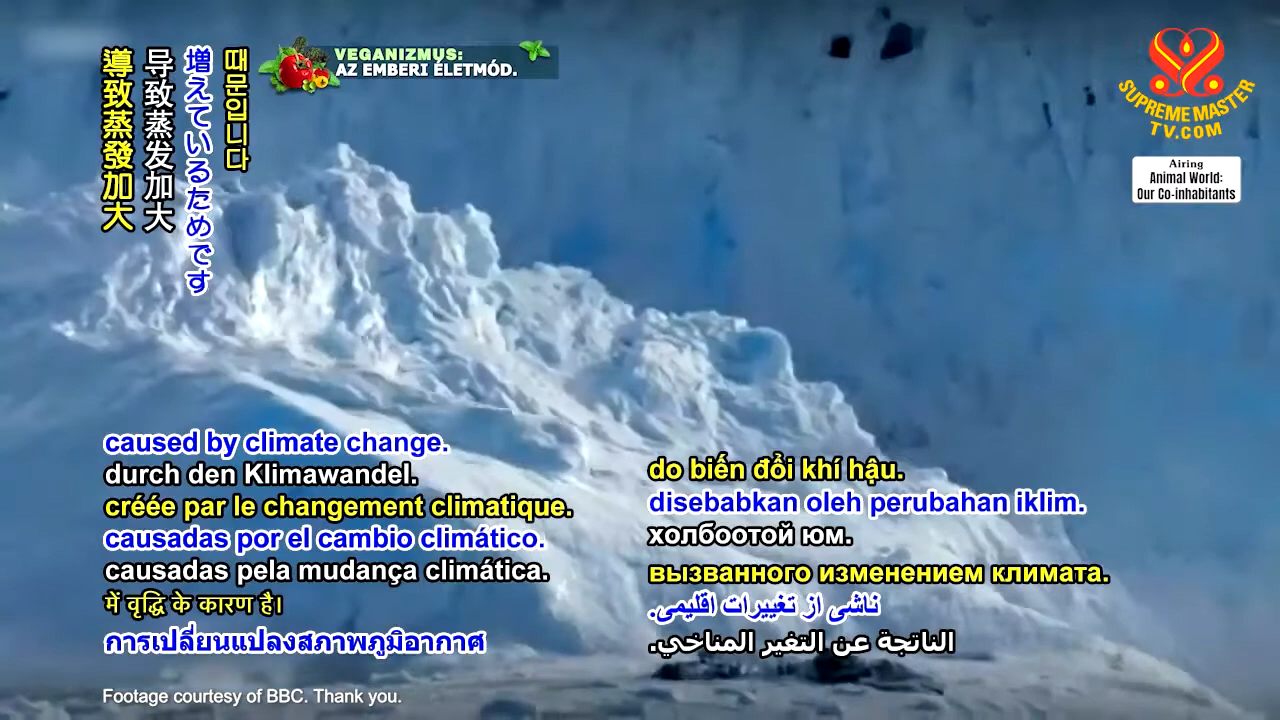 導致蒸發加大
导致蒸发加大
増えているためです
때문입니다
VEGANIZMUS:
AZ EMBERI ÉLETMÓD.
SUPREME MASTER
TV.COM
Airing
Animal World:
Our Co-inhabitants
caused by climate change.
durch den Klimawandel.
créée par le changement climatique.
causadas por el cambio climático.
causadas pela mudança climática.
में वृद्धि के कारण है।
การเปลี่ยนแปลงสภาพภูมิอากาศ
do biến đổi khí hậu.
disebabkan oleh perubahan iklim.
холбоотой юм.
вызванного изменением климата.
ناشی از تغییرات اقلیمی.
الناتجة عن التغير المناخي.
Footage courtesy of BBC. Thank you.